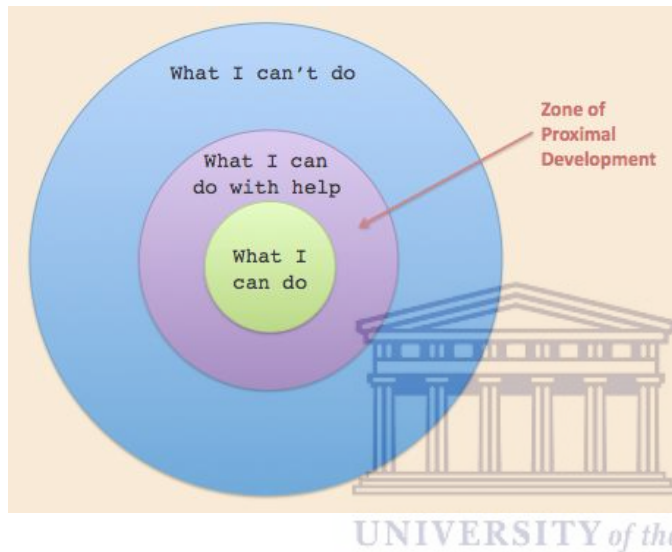 What I can't do
Zone of
Proximal
Development
What I can
do with help
What I
can do
UNIVERSITY of the